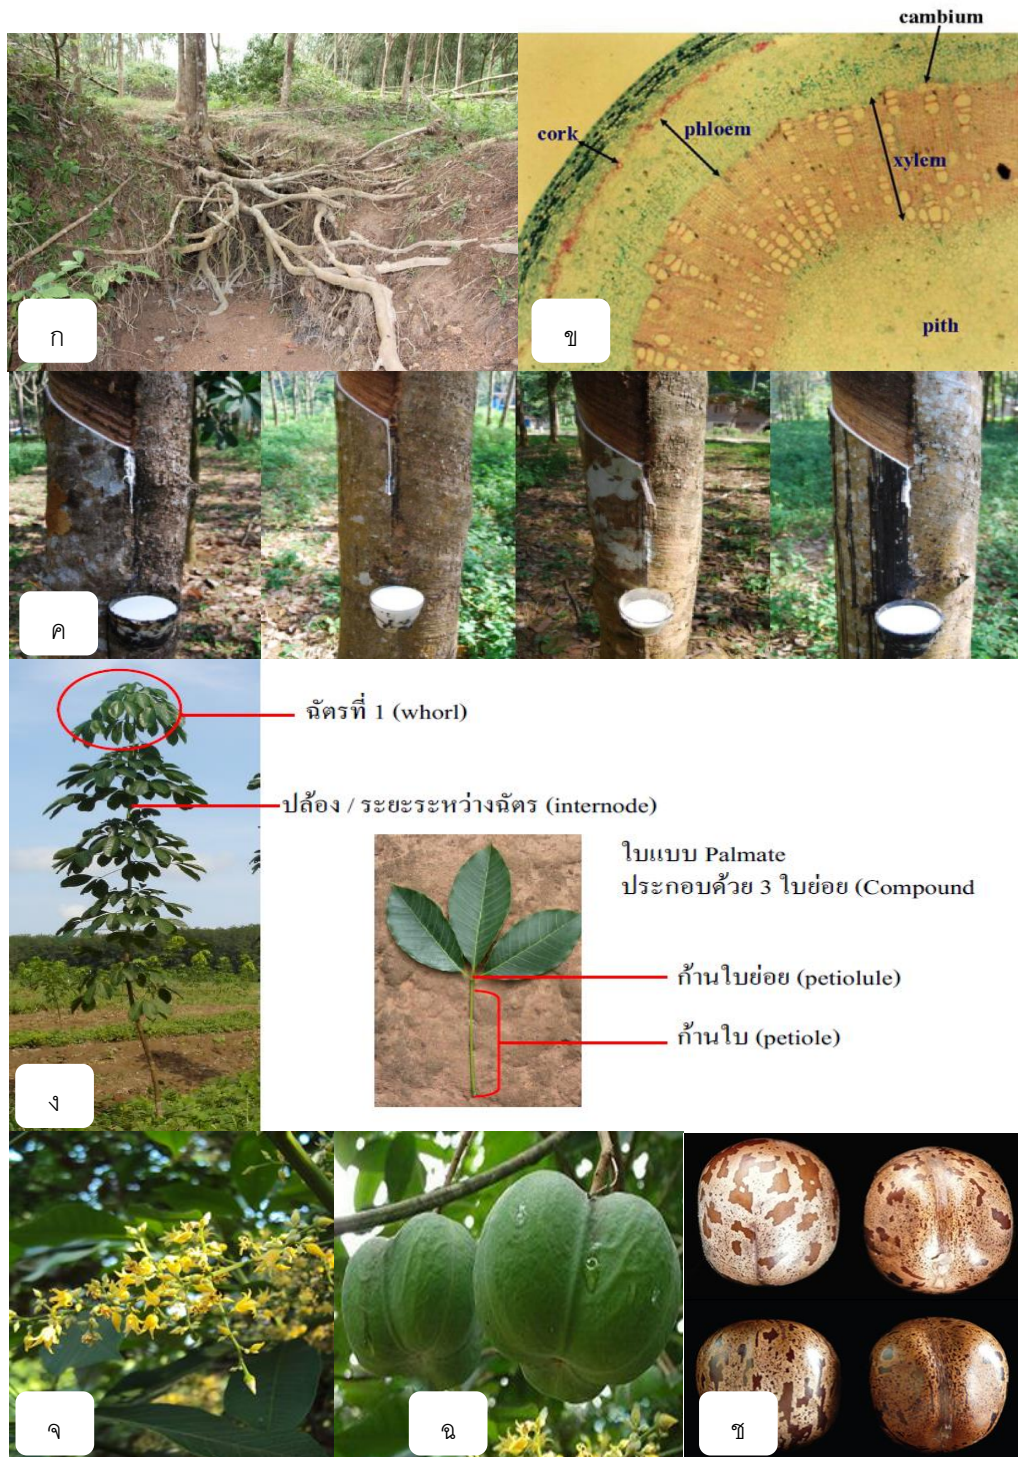 cambium
cork
phloem
xylem
pith
ก
ข
ค
ฉัตรที่ 1 (whorl)
ปล้อง / ระยะระหว่างฉัตร (internode)
ใบแบบ Palmate
ประกอบด้วย 3 ใบย่อย (Compound
ก้านใบย่อย (petiolule)
ก้านใบ (petiole)
ง
จ
ฉ
ช